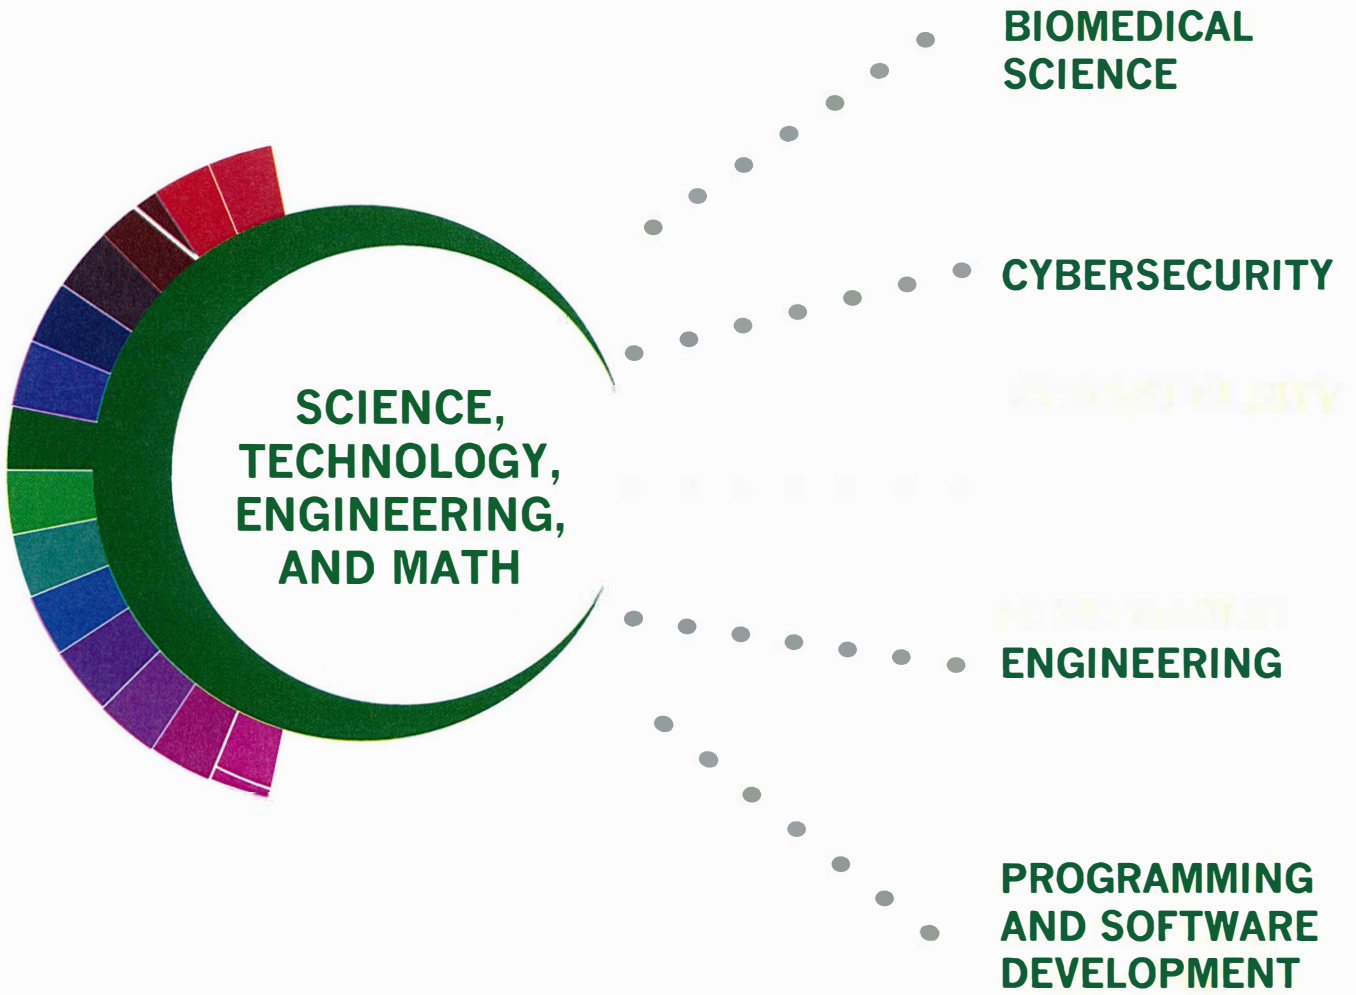 BIOMEDICAL
SCIENCE
CYBERSECURITY
SCIENCE,
TECHNOLOGY,
ENGINEERING,
AND MATH
ENGINEERING
PROGRAMMING
AND SOFTWARE
DEVELOPMENT